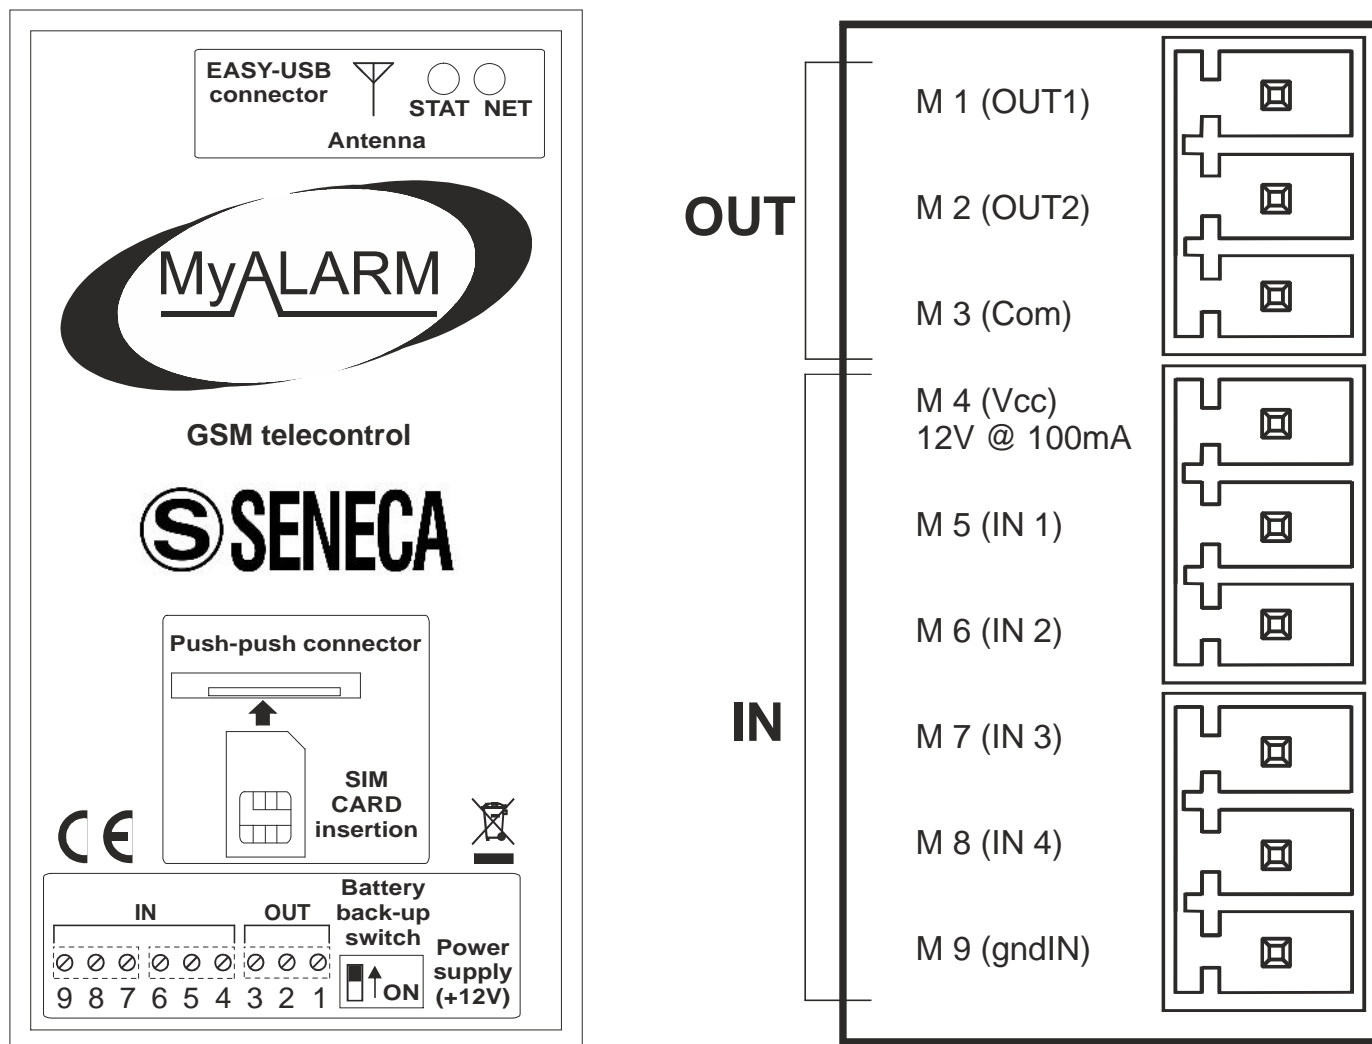 EASY-USB
connector
STAT NET
Antenna
MyALARM
GSM telecontrol
S SENECA
Push-push connector
SIM
CARD
insertion
CE
Battery
back-up
switch
IN
OUT
Power
supply
(+12V)
ON
9 8 7 6 5 4 3 2 1
OUT
M 1 (OUT1)
M 2 (OUT2)
M 3 (Com)
IN
M 4 (Vcc)
12V @ 100mA
M 5 (IN 1)
M 6 (IN 2)
M 7 (IN 3)
M 8 (IN 4)
M 9 (gndIN)